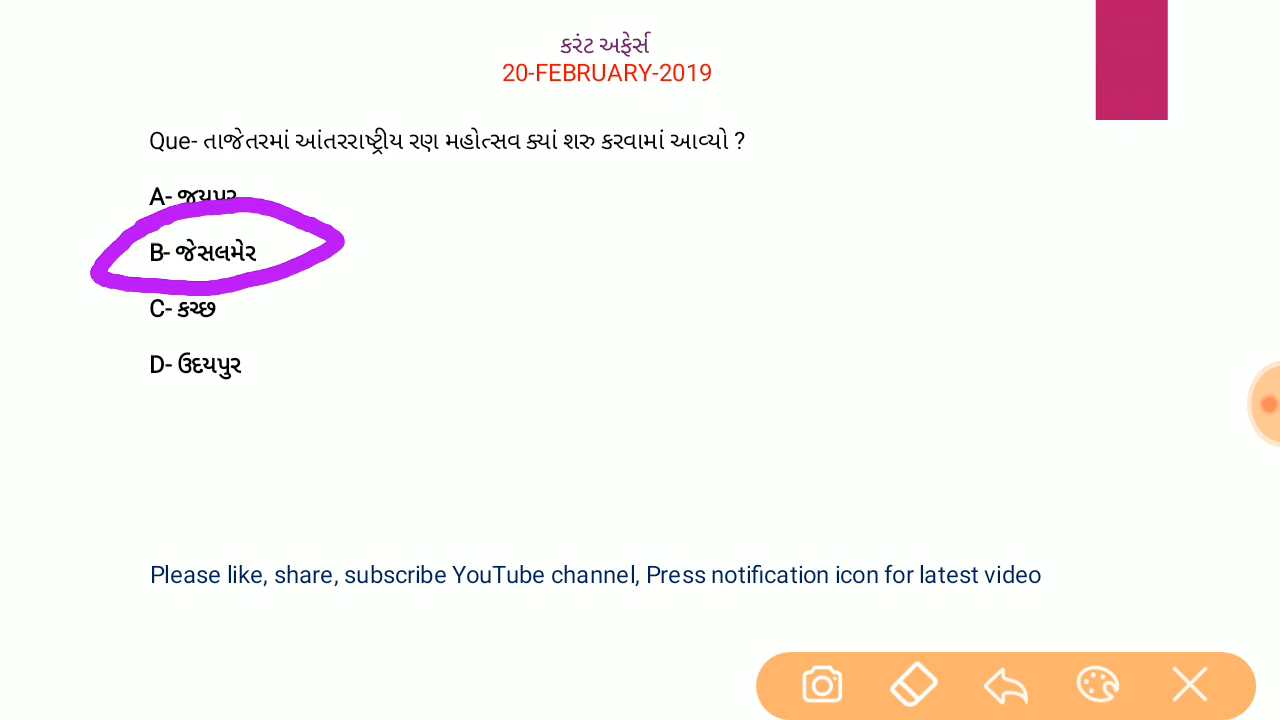 કરંટ અફેર્સ
20-FEBRUARY-2019
Que- તાજેતરમાં આંતરરાષ્ટ્રીય રણ મહોત્સવ ક્યાં શરુ કરવામાં આવ્યો ?
A- જયપુર
B- જેસલમેર
C- કચ્છ
D- ઉદયપુર
Please like, share, subscribe YouTube channel, Press notification icon for latest video